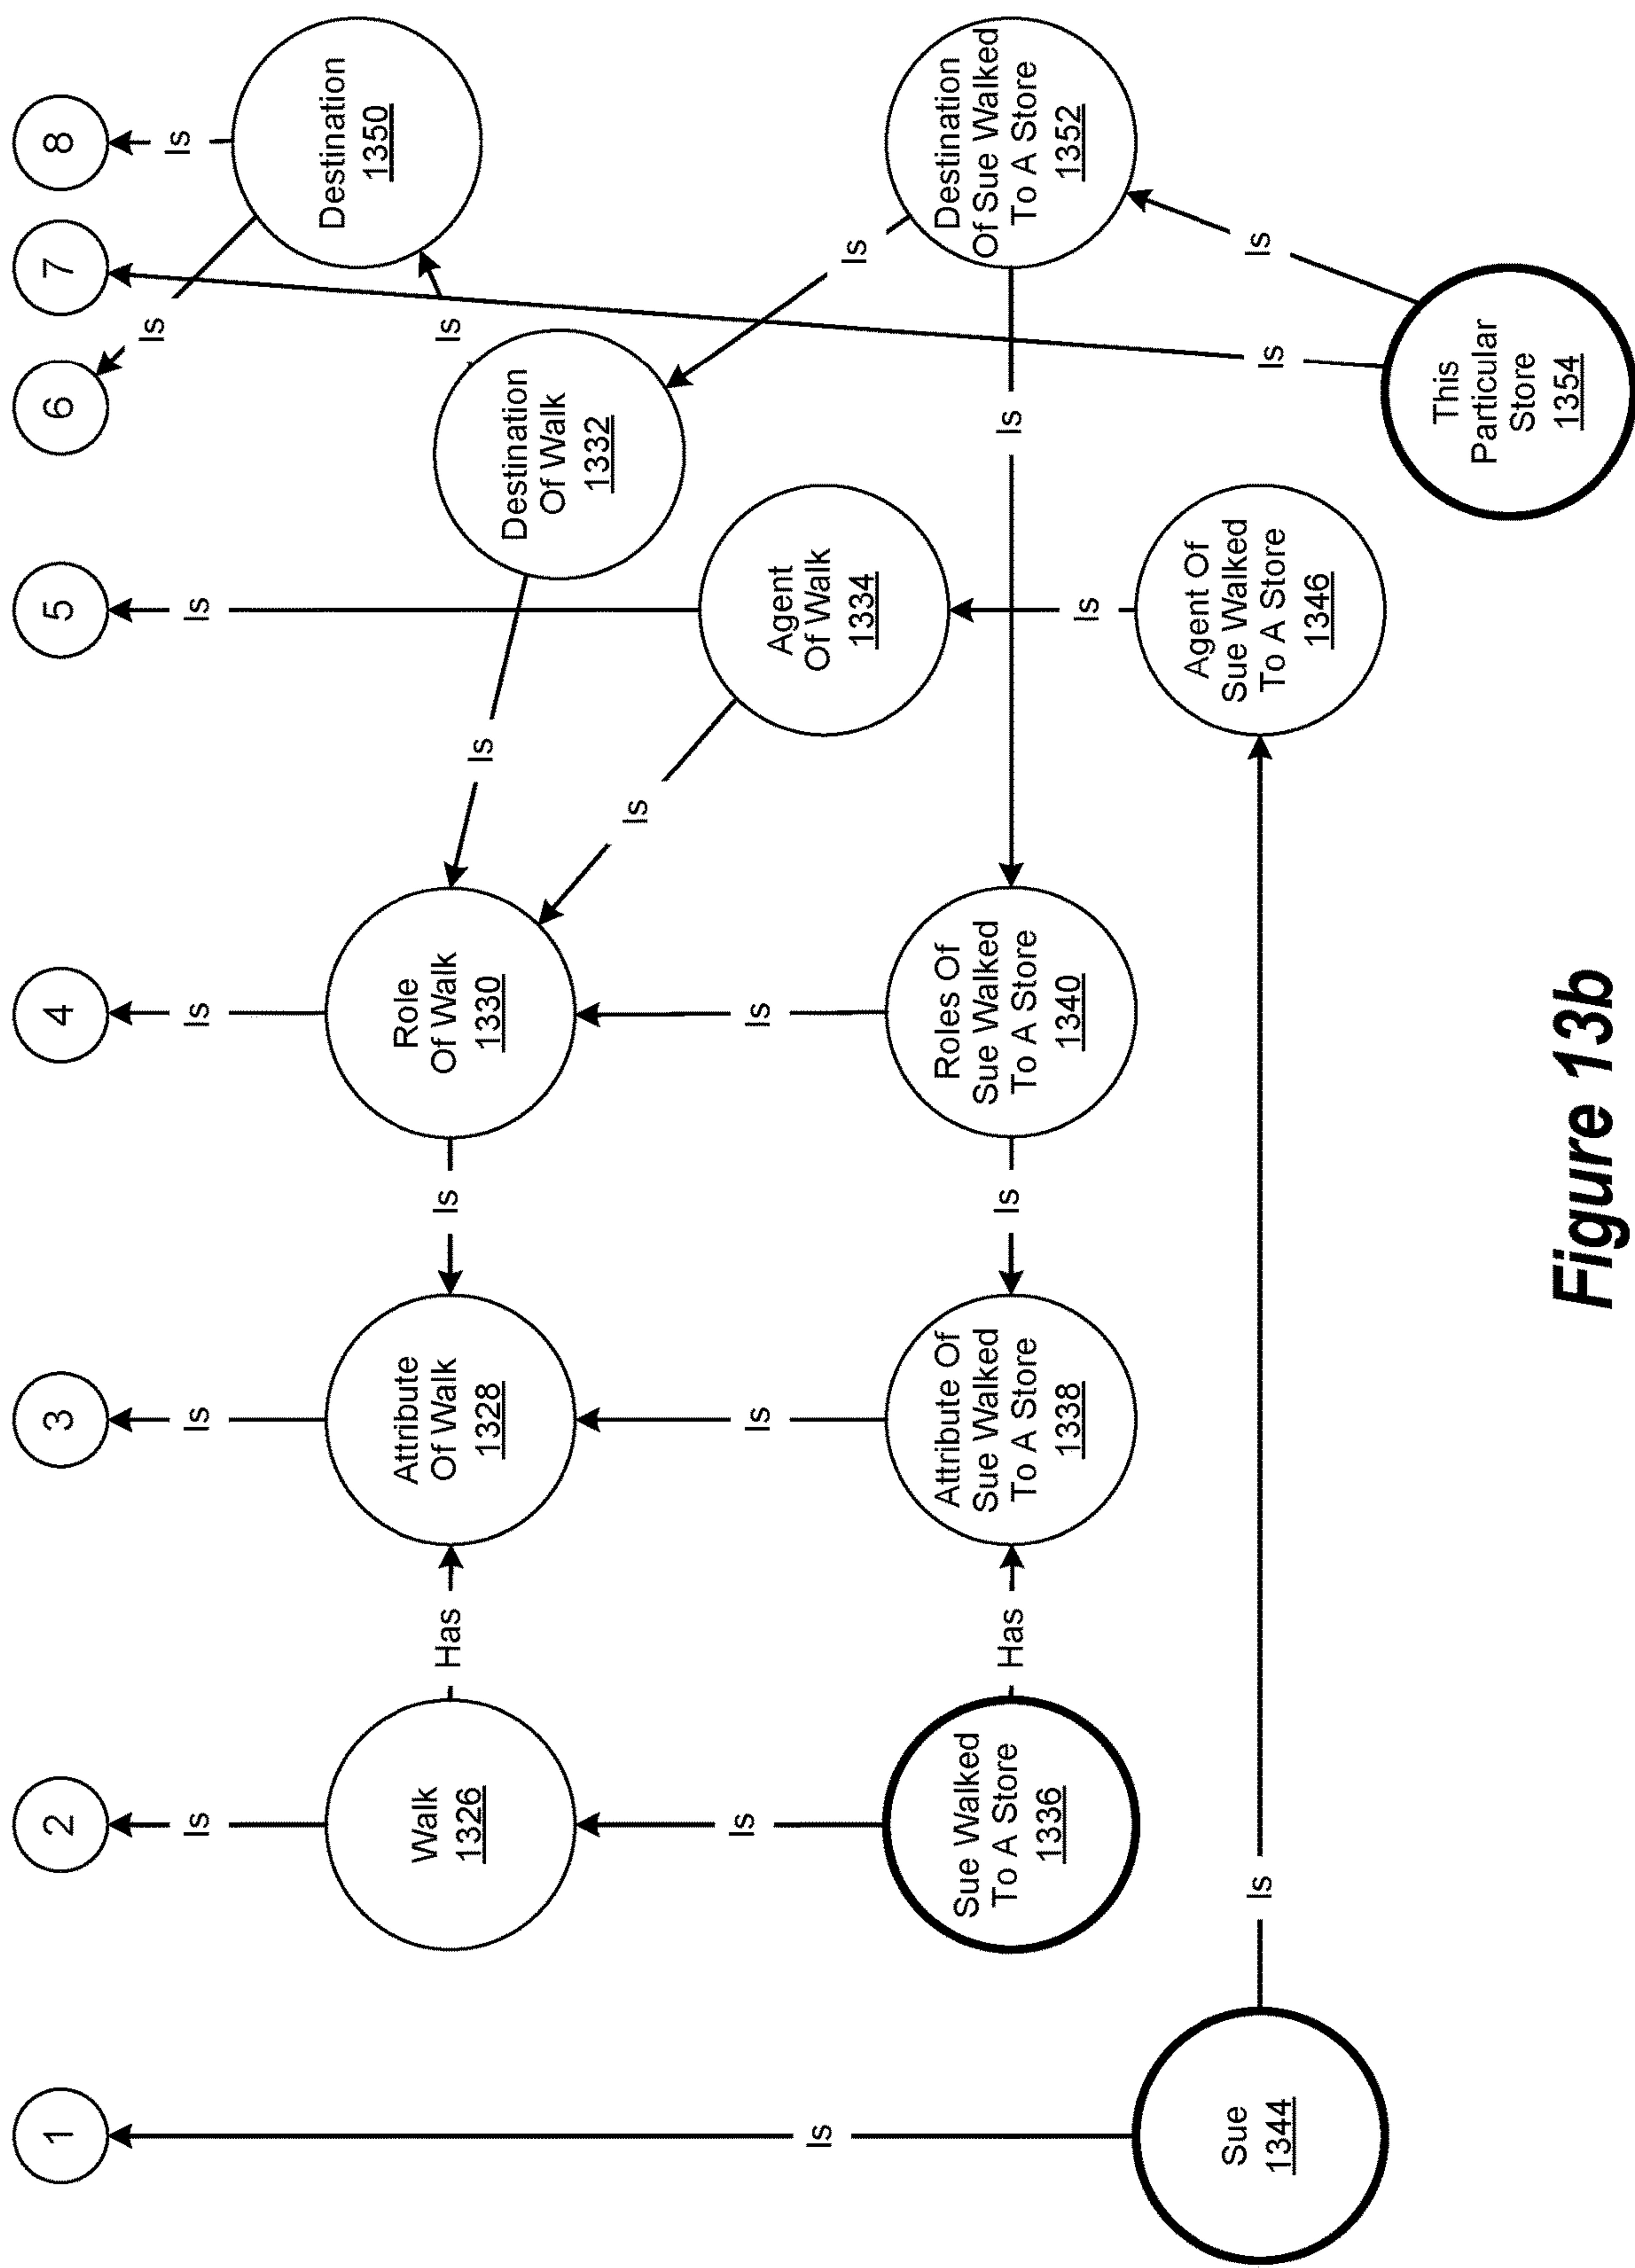 1
2
3
4
5
6
7
8
Is
Is
Is
Is
Is
Is
Destination
1350
Walk
1326
Has
Attribute
Of Walk
1328
Is
Role
Of Walk
1330
Is
Destination
Of Walk
1332
Is
Is
Agent
Of Walk
1334
Is
Is
Is
Is
Is
Sue Walked
To A Store
1336
Has
Attribute Of
Sue Walked
To A Store
1338
Is
Roles Of
Sue Walked
To A Store
1340
Is
Destination
Of Sue Walked
To A Store
1352
Is
Sue
1344
Is
Agent Of
Sue Walked
To A Store
1346
Is
Is
This
Particular
Store
1354
Figure 13b